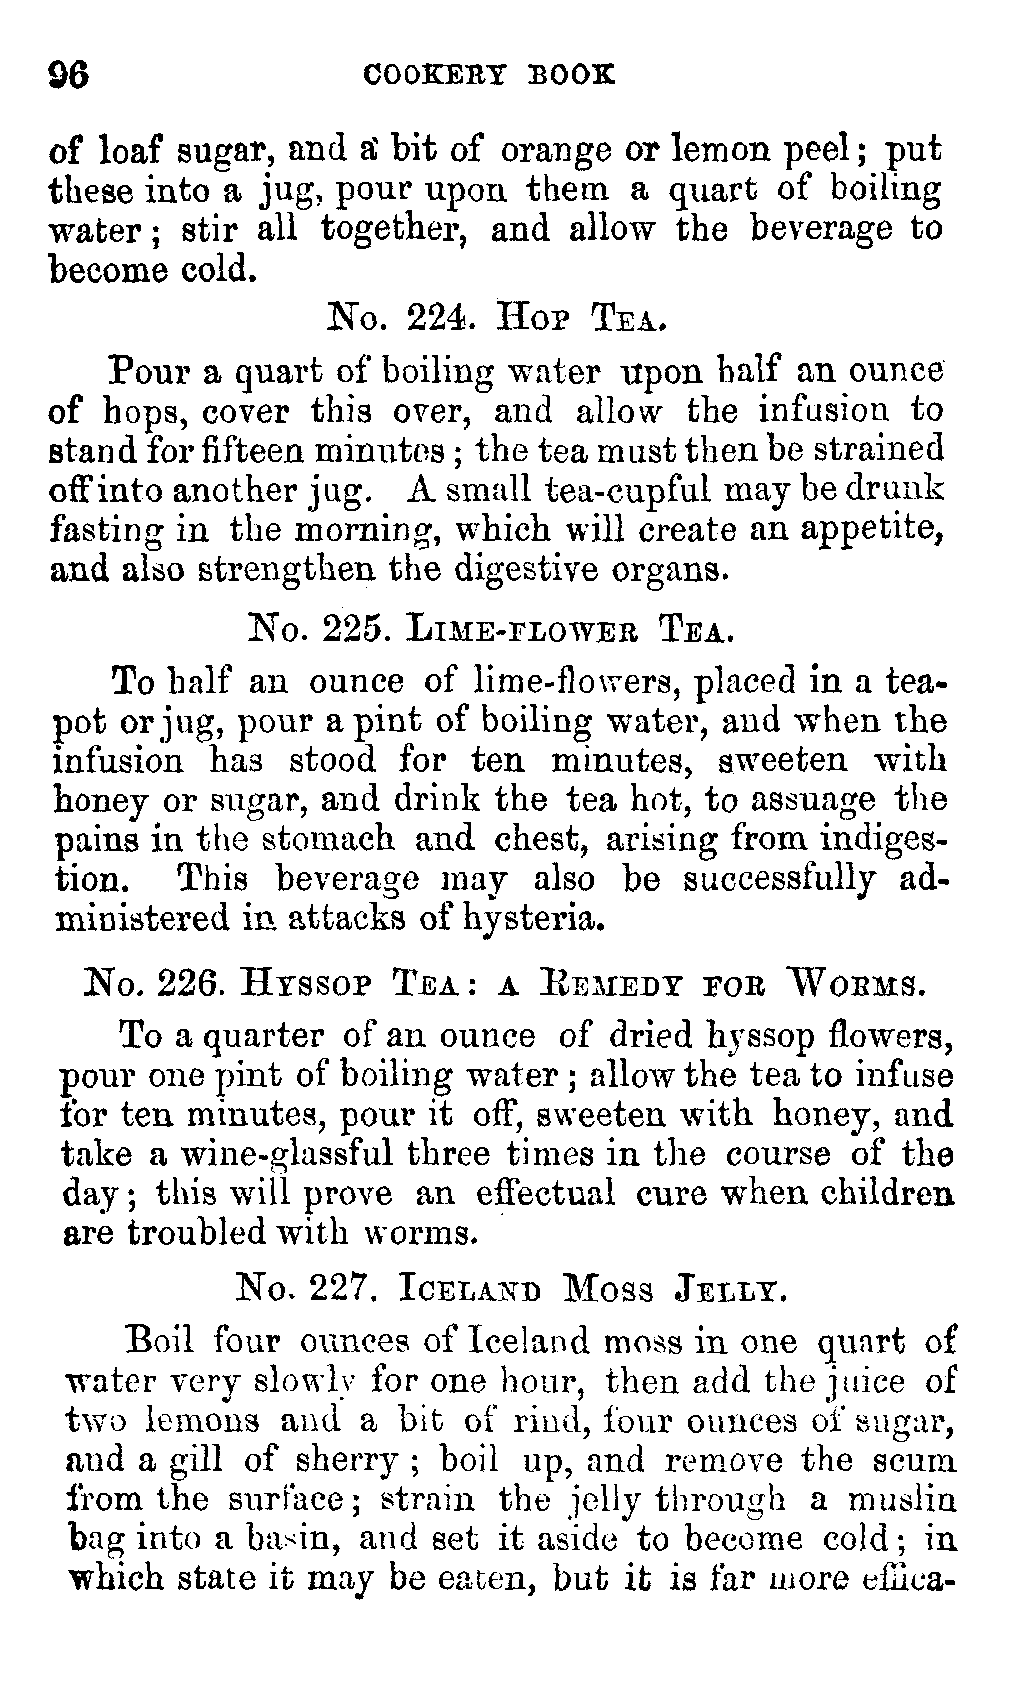 96 COOKERY BOOK
of loaf sugar, and a bit of orange or lemon peel; put
these into a jug, pour upon them a quart of boiling
water; stir all together, and allow the beverage to
become cold.
No. 224. Hop Tea.
Pour a quart of boiling water upon half an ounce
of hops, cover this over, and allow the infusion to
stand for fifteen minutes; the tea must then be strained
off into another jug. A small tea-cupful may be drunk
fasting in the morning, which will create an appetite,
and also strengthen the digestive organs.
No. 225. Lime-flower Tea.
To half an ounce of lime-flowers, placed in a tea-
pot or jug, pour a pint of boiling water, and when the
infusion has stood for ten minutes, sweeten with
honey or sugar, and drink the tea hot, to assuage the
pains in the stomach and chest, arising from indiges-
tion. This beverage may also be successfully ad-
ministered in attacks of hysteria.
No. 226. Hyssop Tea: a Remedy for Worms.
To a quarter of an ounce of dried hyssop flowers,
pour one pint of boiling water; allow the tea to infuse
for ten minutes, pour it off, sweeten with honey, and
take a wine-glassful three times in the course of the
day; this will prove an effectual cure when children
are troubled with worms.
No. 227. Iceland Moss Jelly.
Boil four ounces of Iceland moss in one quart of
water very slowly for one hour, then add the juice of
two lemons and a bit of rind, four ounces of sugar,
and a gill of sherry; boil up, and remove the scum
from the surface; strain the jelly through a muslin
bag into a basin, and set it aside to become cold; in
which state it may be eaten, but it is far more effica-